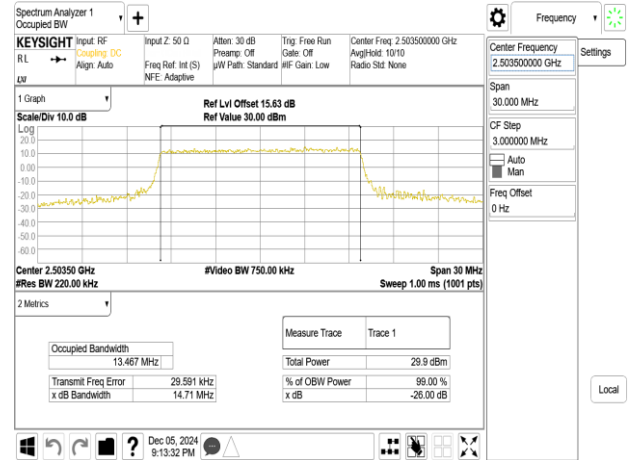 Spectrum Analyzer 1
Occupied BW
Frequency
KEYSIGHT
RL
LXI
Input: RF
Coupling: DC
Align: Auto
Input Z: 50 Ω
Freq Ref: Int (S)
NFE: Adaptive
Atten: 30 dB
Preamp: Off
µW Path: Standard
Trig: Free Run
Gate: Off
#IF Gain: Low
Center Freq: 2.503500000 GHz
Avg|Hold: 10/10
Radio Std: None
Center Frequency
2.503500000 GHz
Settings
Span
30.000 MHz
CF Step
3.000000 MHz
Auto
Man
Freq Offset
0 Hz
Local
1 Graph
Scale/Div 10.0 dB
Ref Lvl Offset 15.63 dB
Ref Value 30.00 dBm
Log
20.0
10.0
0.00
-10.0
-20.0
-30.0
-40.0
-50.0
-60.0
Center 2.50350 GHz
#Video BW 750.00 kHz
Span 30 MHz
#Res BW 220.00 kHz
Sweep 1.00 ms (1001 pts)
2 Metrics
Measure Trace Trace 1
Occupied Bandwidth
13.467 MHz
Total Power 29.9 dBm
Transmit Freq Error 29.591 kHz
% of OBW Power 99.00 %
x dB Bandwidth 14.71 MHz
x dB -26.00 dB
?
Dec 05, 2024
9:13:32 PM